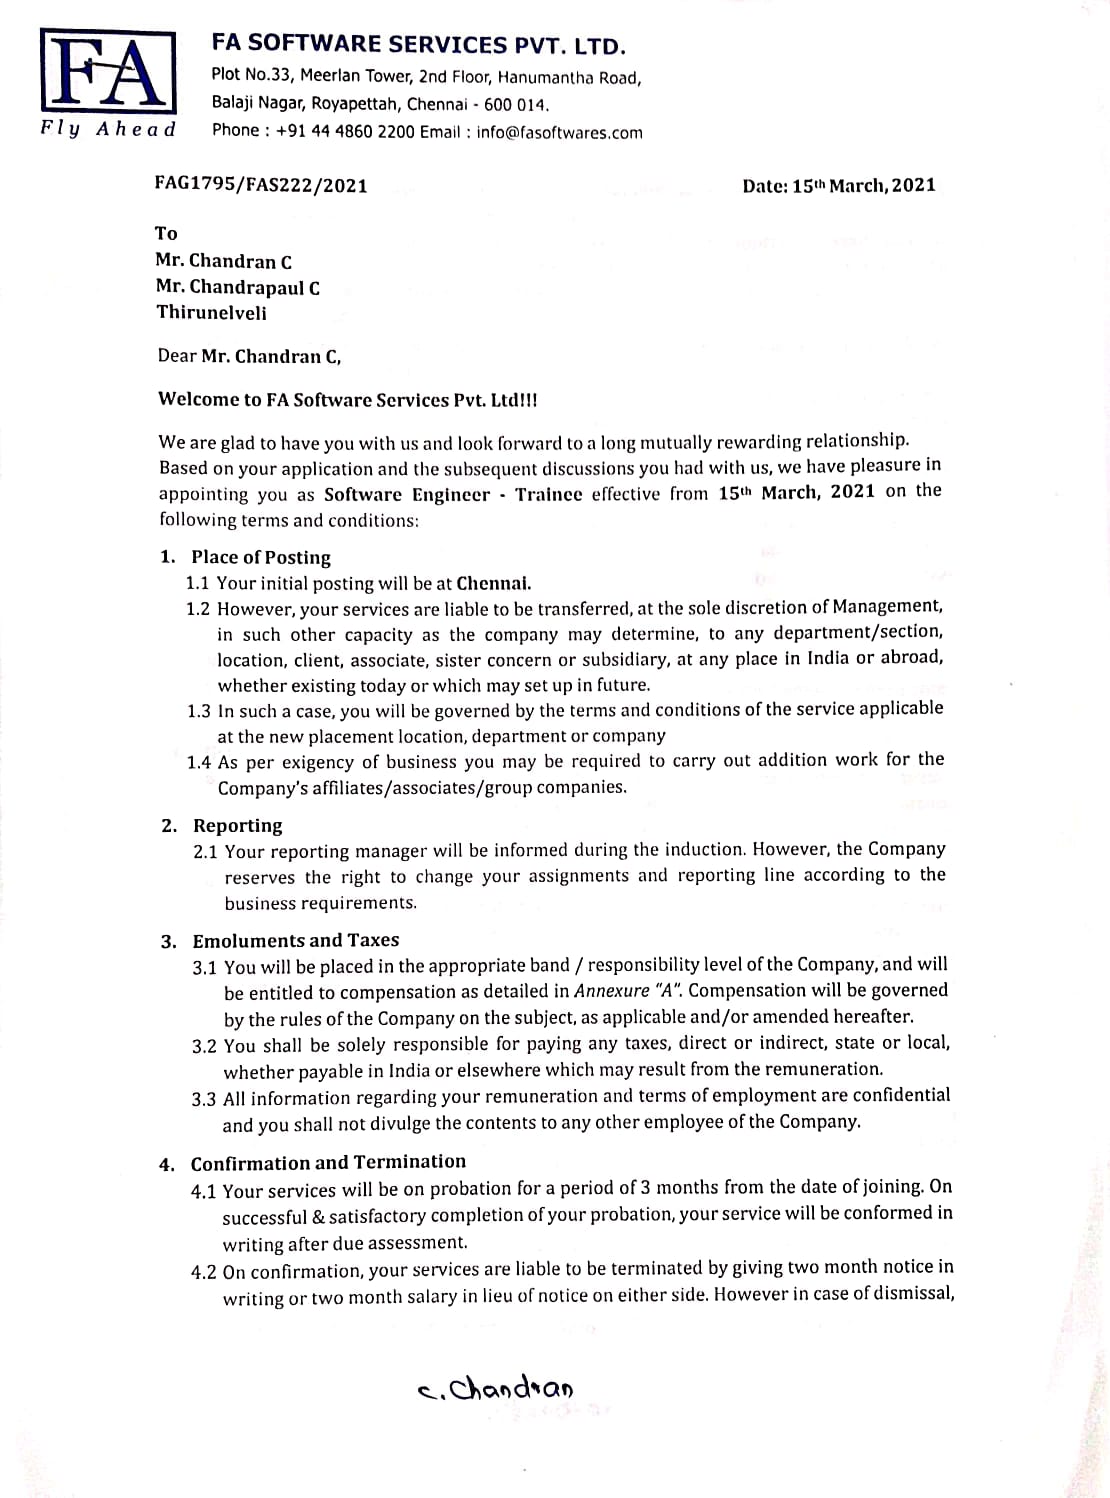 FA
Fly Ahead
FA SOFTWARE SERVICES PVT. LTD.
Plot No.33, Meerlan Tower, 2nd Floor, Hanumantha Road,
Balaji Nagar, Royapettah, Chennai - 600 014.
Phone : +91 44 4860 2200 Email : info@fasoftwares.com
FAG1795/FAS222/2021 Date: 15th March, 2021
To
Mr. Chandran C
Mr. Chandrapaul C
Thirunelveli
Dear Mr. Chandran C,
Welcome to FA Software Services Pvt. Ltd!!!
We are glad to have you with us and look forward to a long mutually rewarding relationship.
Based on your application and the subsequent discussions you had with us, we have pleasure in
appointing you as Software Engineer - Trainee effective from 15th March, 2021 on the
following terms and conditions:
1. Place of Posting
1.1 Your initial posting will be at Chennai.
1.2 However, your services are liable to be transferred, at the sole discretion of Management,
in such other capacity as the company may determine, to any department/section,
location, client, associate, sister concern or subsidiary, at any place in India or abroad,
whether existing today or which may set up in future.
1.3 In such a case, you will be governed by the terms and conditions of the service applicable
at the new placement location, department or company
1.4 As per exigency of business you may be required to carry out addition work for the
Company's affiliates/associates/group companies.
2. Reporting
2.1 Your reporting manager will be informed during the induction. However, the Company
reserves the right to change your assignments and reporting line according to the
business requirements.
3. Emoluments and Taxes
3.1 You will be placed in the appropriate band / responsibility level of the Company, and will
be entitled to compensation as detailed in Annexure "A". Compensation will be governed
by the rules of the Company on the subject, as applicable and/or amended hereafter.
3.2 You shall be solely responsible for paying any taxes, direct or indirect, state or local,
whether payable in India or elsewhere which may result from the remuneration.
3.3 All information regarding your remuneration and terms of employment are confidential
and you shall not divulge the contents to any other employee of the Company.
4. Confirmation and Termination
4.1 Your services will be on probation for a period of 3 months from the date of joining. On
successful & satisfactory completion of your probation, your service will be conformed in
writing after due assessment.
4.2 On confirmation, your services are liable to be terminated by giving two month notice in
writing or two month salary in lieu of notice on either side. However in case of dismissal,
C. Chandran